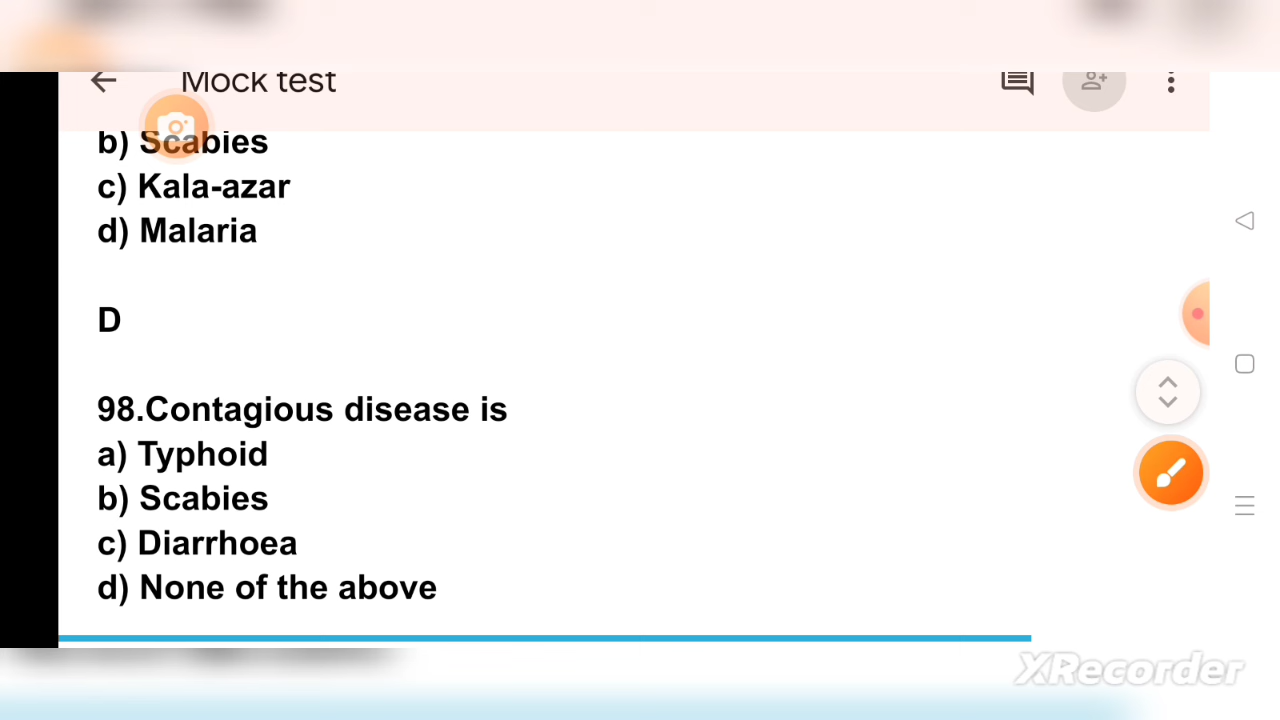 Mock test
b) Scabies
c) Kala-azar
d) Malaria
D
98.Contagious disease is
a) Typhoid
b) Scabies
c) Diarrhoea
d) None of the above
XRecorder